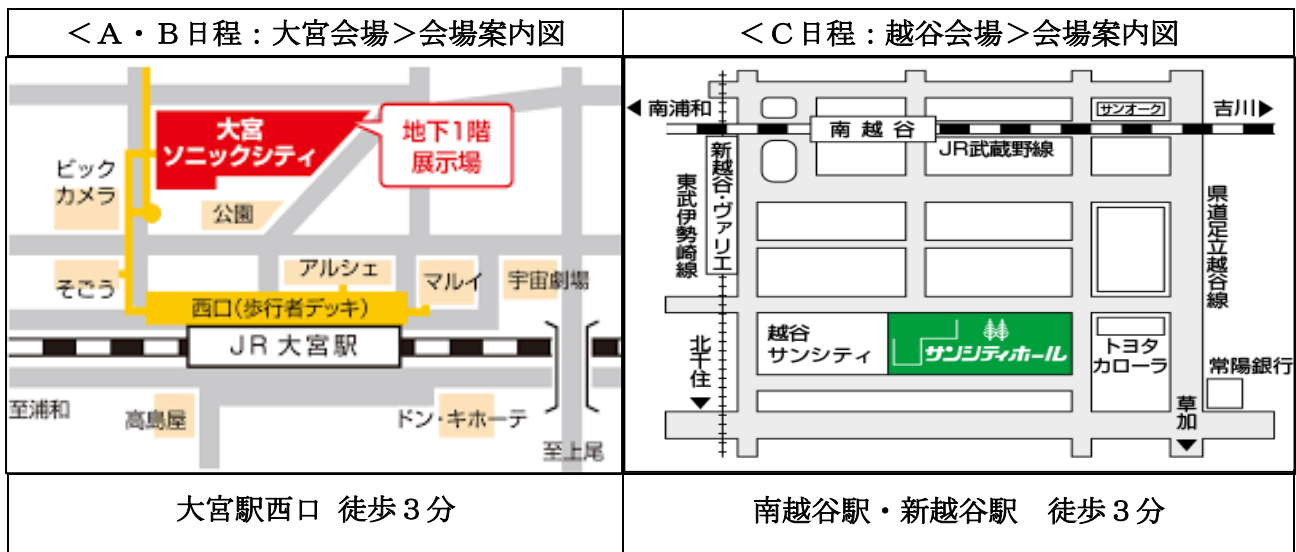 ＜Ａ・Ｂ日程：大宮会場＞会場案内図
大宮
ソニックシティ
地下1階
展示場
ビック
カメラ
公園
そごう
アルシェ
マルイ
宇宙劇場
西口(歩行者デッキ)
ＪＲ大宮駅
至浦和
高島屋
ドン・キホーテ
至上尾
大宮駅西口 徒歩３分
＜Ｃ日程：越谷会場＞会場案内図
◀南浦和
サンオーク
吉川▶
南越谷
JR武蔵野線
新越谷・ヴァリエ
東武伊勢崎線
県道足立越谷線
越谷
サンシティ
サンシティホール
トヨタ
カローラ
北千住
▼
常陽銀行
草加
▼
南越谷駅・新越谷駅　徒歩３分